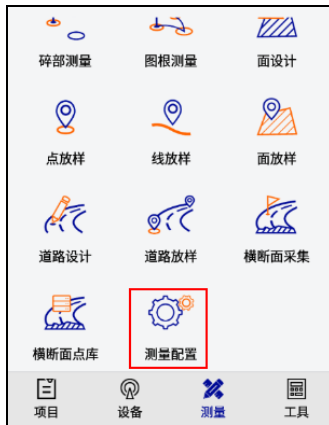 碎部测量 图根测量 面设计
点放样 线放样 面放样
道路设计 道路放样 横断面采集
横断面点库 测量配置
项目 设备 测量 工具